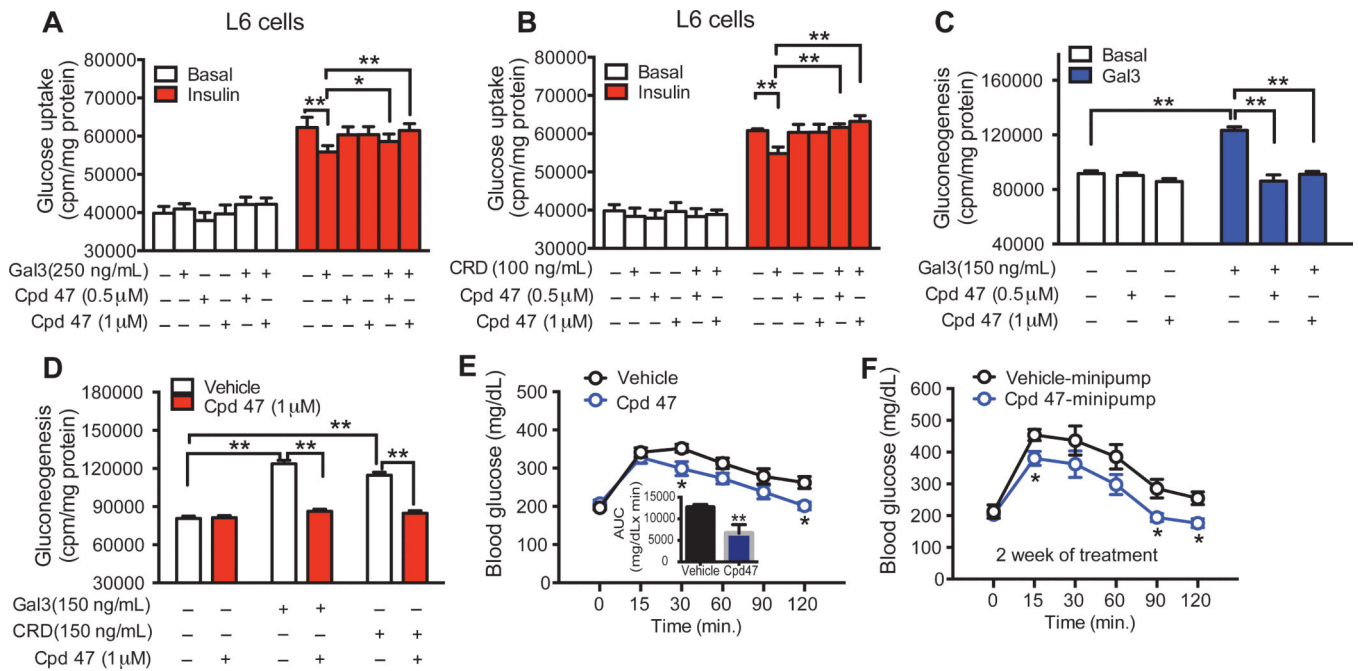 A
L6 cells
Glucose uptake
(cpm/mg protein)
80000
70000
60000
50000
40000
30000
Basal
Insulin
**
*
**
Gal3(250 ng/mL) – + – – + + – + – – + +
Cpd 47 (0.5µM) – – + – + – – – + – + –
Cpd 47 (1µM) – – – + – + – – – + – +
B
L6 cells
Glucose uptake
(cpm/mg protein)
80000
70000
60000
50000
40000
30000
Basal
Insulin
**
**
**
CRD (100 ng/mL) – + – – + + – + – – + +
Cpd 47 (0.5µM) – – + – + – – – + – + –
Cpd 47 (1µM) – – – + – + – – – + – +
C
Gluconeogenesis
(cpm/mg protein)
160000
120000
80000
40000
Basal
Gal3
**
**
**
Gal3(150 ng/mL) – – – + + +
Cpd 47 (0.5µM) – + – – + –
Cpd 47 (1µM) – – + – – +
D
Gluconeogenesis
(cpm/mg protein)
180000
150000
120000
90000
60000
30000
Vehicle
Cpd 47 (1µM)
**
**
**
**
Gal3(150 ng/mL) – – + + – –
CRD(150 ng/mL) – – – – + +
Cpd 47 (1µM) – + – + – +
E
Blood glucose (mg/dL)
500
400
300
200
100
0
Vehicle
Cpd 47
*
*
AUC
(mg/dLx min)
15000
10000
5000
0
**
Vehicle Cpd47
0 15 30 60 90 120
Time (min.)
F
Blood glucose (mg/dL)
600
500
400
300
200
100
0
Vehicle-minipump
Cpd 47-minipump
*
*
*
2 week of treatment
0 15 30 60 90 120
Time (min.)